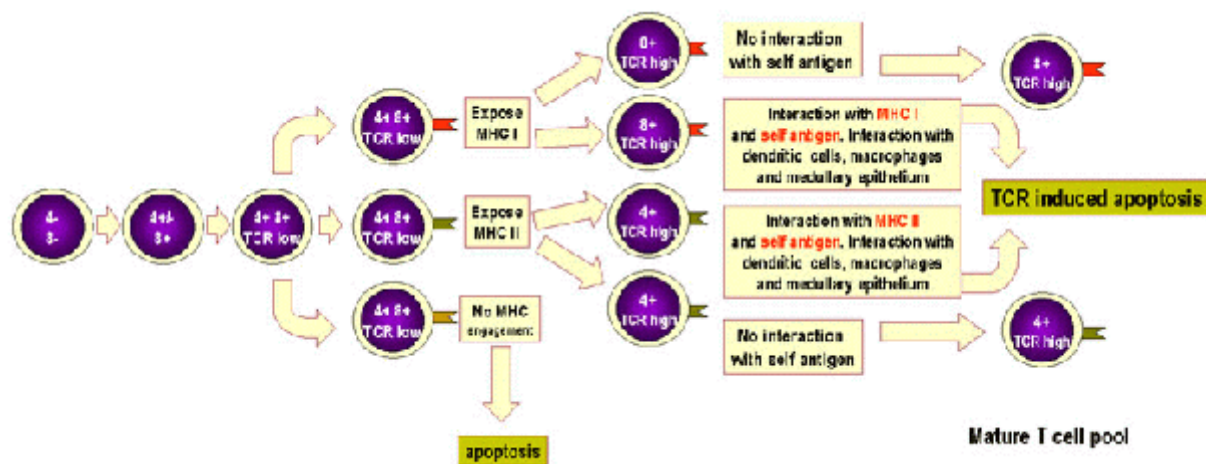 8+
TCR high
No interaction
with self antigen
8+
TCR high
4+ 8+
TCR low
Expose
MHC I
8+
TCR high
Interaction with MHC I
and self antigen. Interaction with
dendritic cells, macrophages
and medullary epithelium
TCR induced apoptosis
4-
8-
4+/-
8+
4+ 8+
TCR low
4+ 8+
TCR low
Expose
MHC II
4+
TCR high
Interaction with MHC II
and self antigen. Interaction with
dendritic cells, macrophages
and medullary epithelium
4+ 8+
TCR low
No MHC
engagement
4+
TCR high
No interaction
with self antigen
4+
TCR high
apoptosis
Mature T cell pool